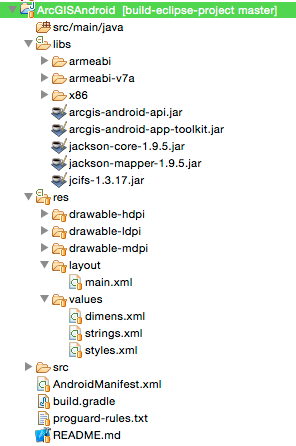 ArcGISAndroid [build-eclipse-project master]
src/main/java
libs
armeabi
armeabi-v7a
x86
arcgis-android-api.jar
arcgis-android-app-toolkit.jar
jackson-core-1.9.5.jar
jackson-mapper-1.9.5.jar
jcifs-1.3.17.jar
res
drawable-hdpi
drawable-ldpi
drawable-mdpi
layout
main.xml
values
dimens.xml
strings.xml
styles.xml
src
AndroidManifest.xml
build.gradle
proguard-rules.txt
README.md